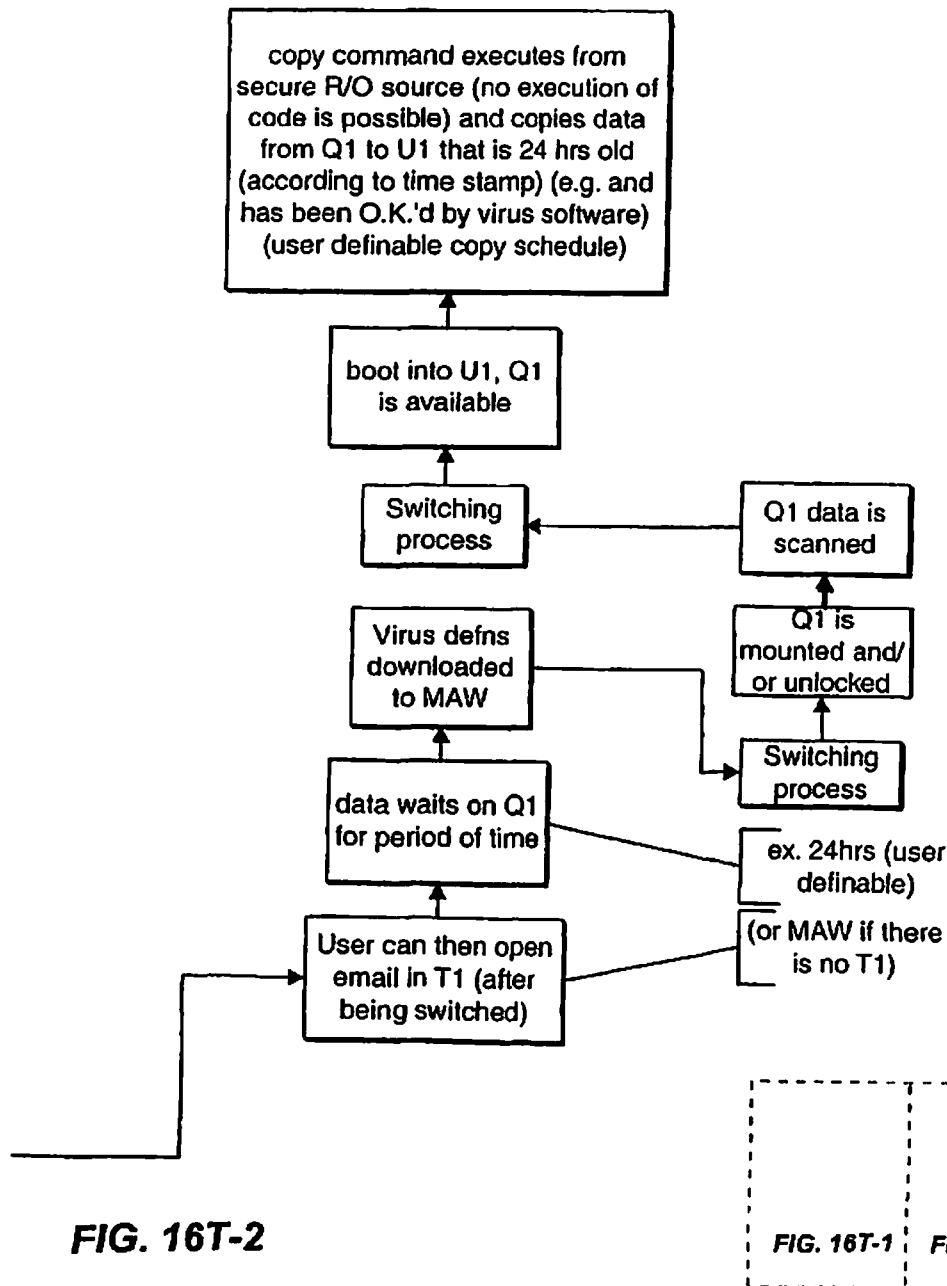 copy command executes from
secure R/O source (no execution of
code is possible) and copies data
from Q1 to U1 that is 24 hrs old
(according to time stamp) (e.g. and
has been O.K.'d by virus software)
(user definable copy schedule)
boot into U1, Q1
is available
Switching
process
Q1 data is
scanned
Virus defns
downloaded
to MAW
Q1 is
mounted and/
or unlocked
Switching
process
data waits on Q1
for period of time
ex. 24hrs (user
definable)
User can then open
email in T1 (after
being switched)
(or MAW if there
is no T1)
FIG. 16T-2
FIG. 16T-1